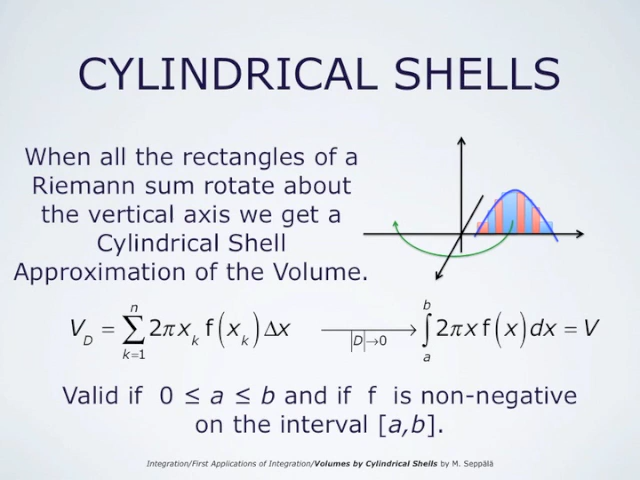 CYLINDRICAL SHELLS
When all the rectangles of a
Riemann sum rotate about
the vertical axis we get a
Cylindrical Shell
Approximation of the Volume.
V_D = ∑_{k=1}^{n} 2πx_k f(x_k) Δx  ⟶_{|D|→0}  ∫_a^b 2πx f(x) dx = V
Valid if 0 ≤ a ≤ b and if f is non-negative
on the interval [a,b].
Integration/First Applications of Integration/Volumes by Cylindrical Shells by M. Seppälä